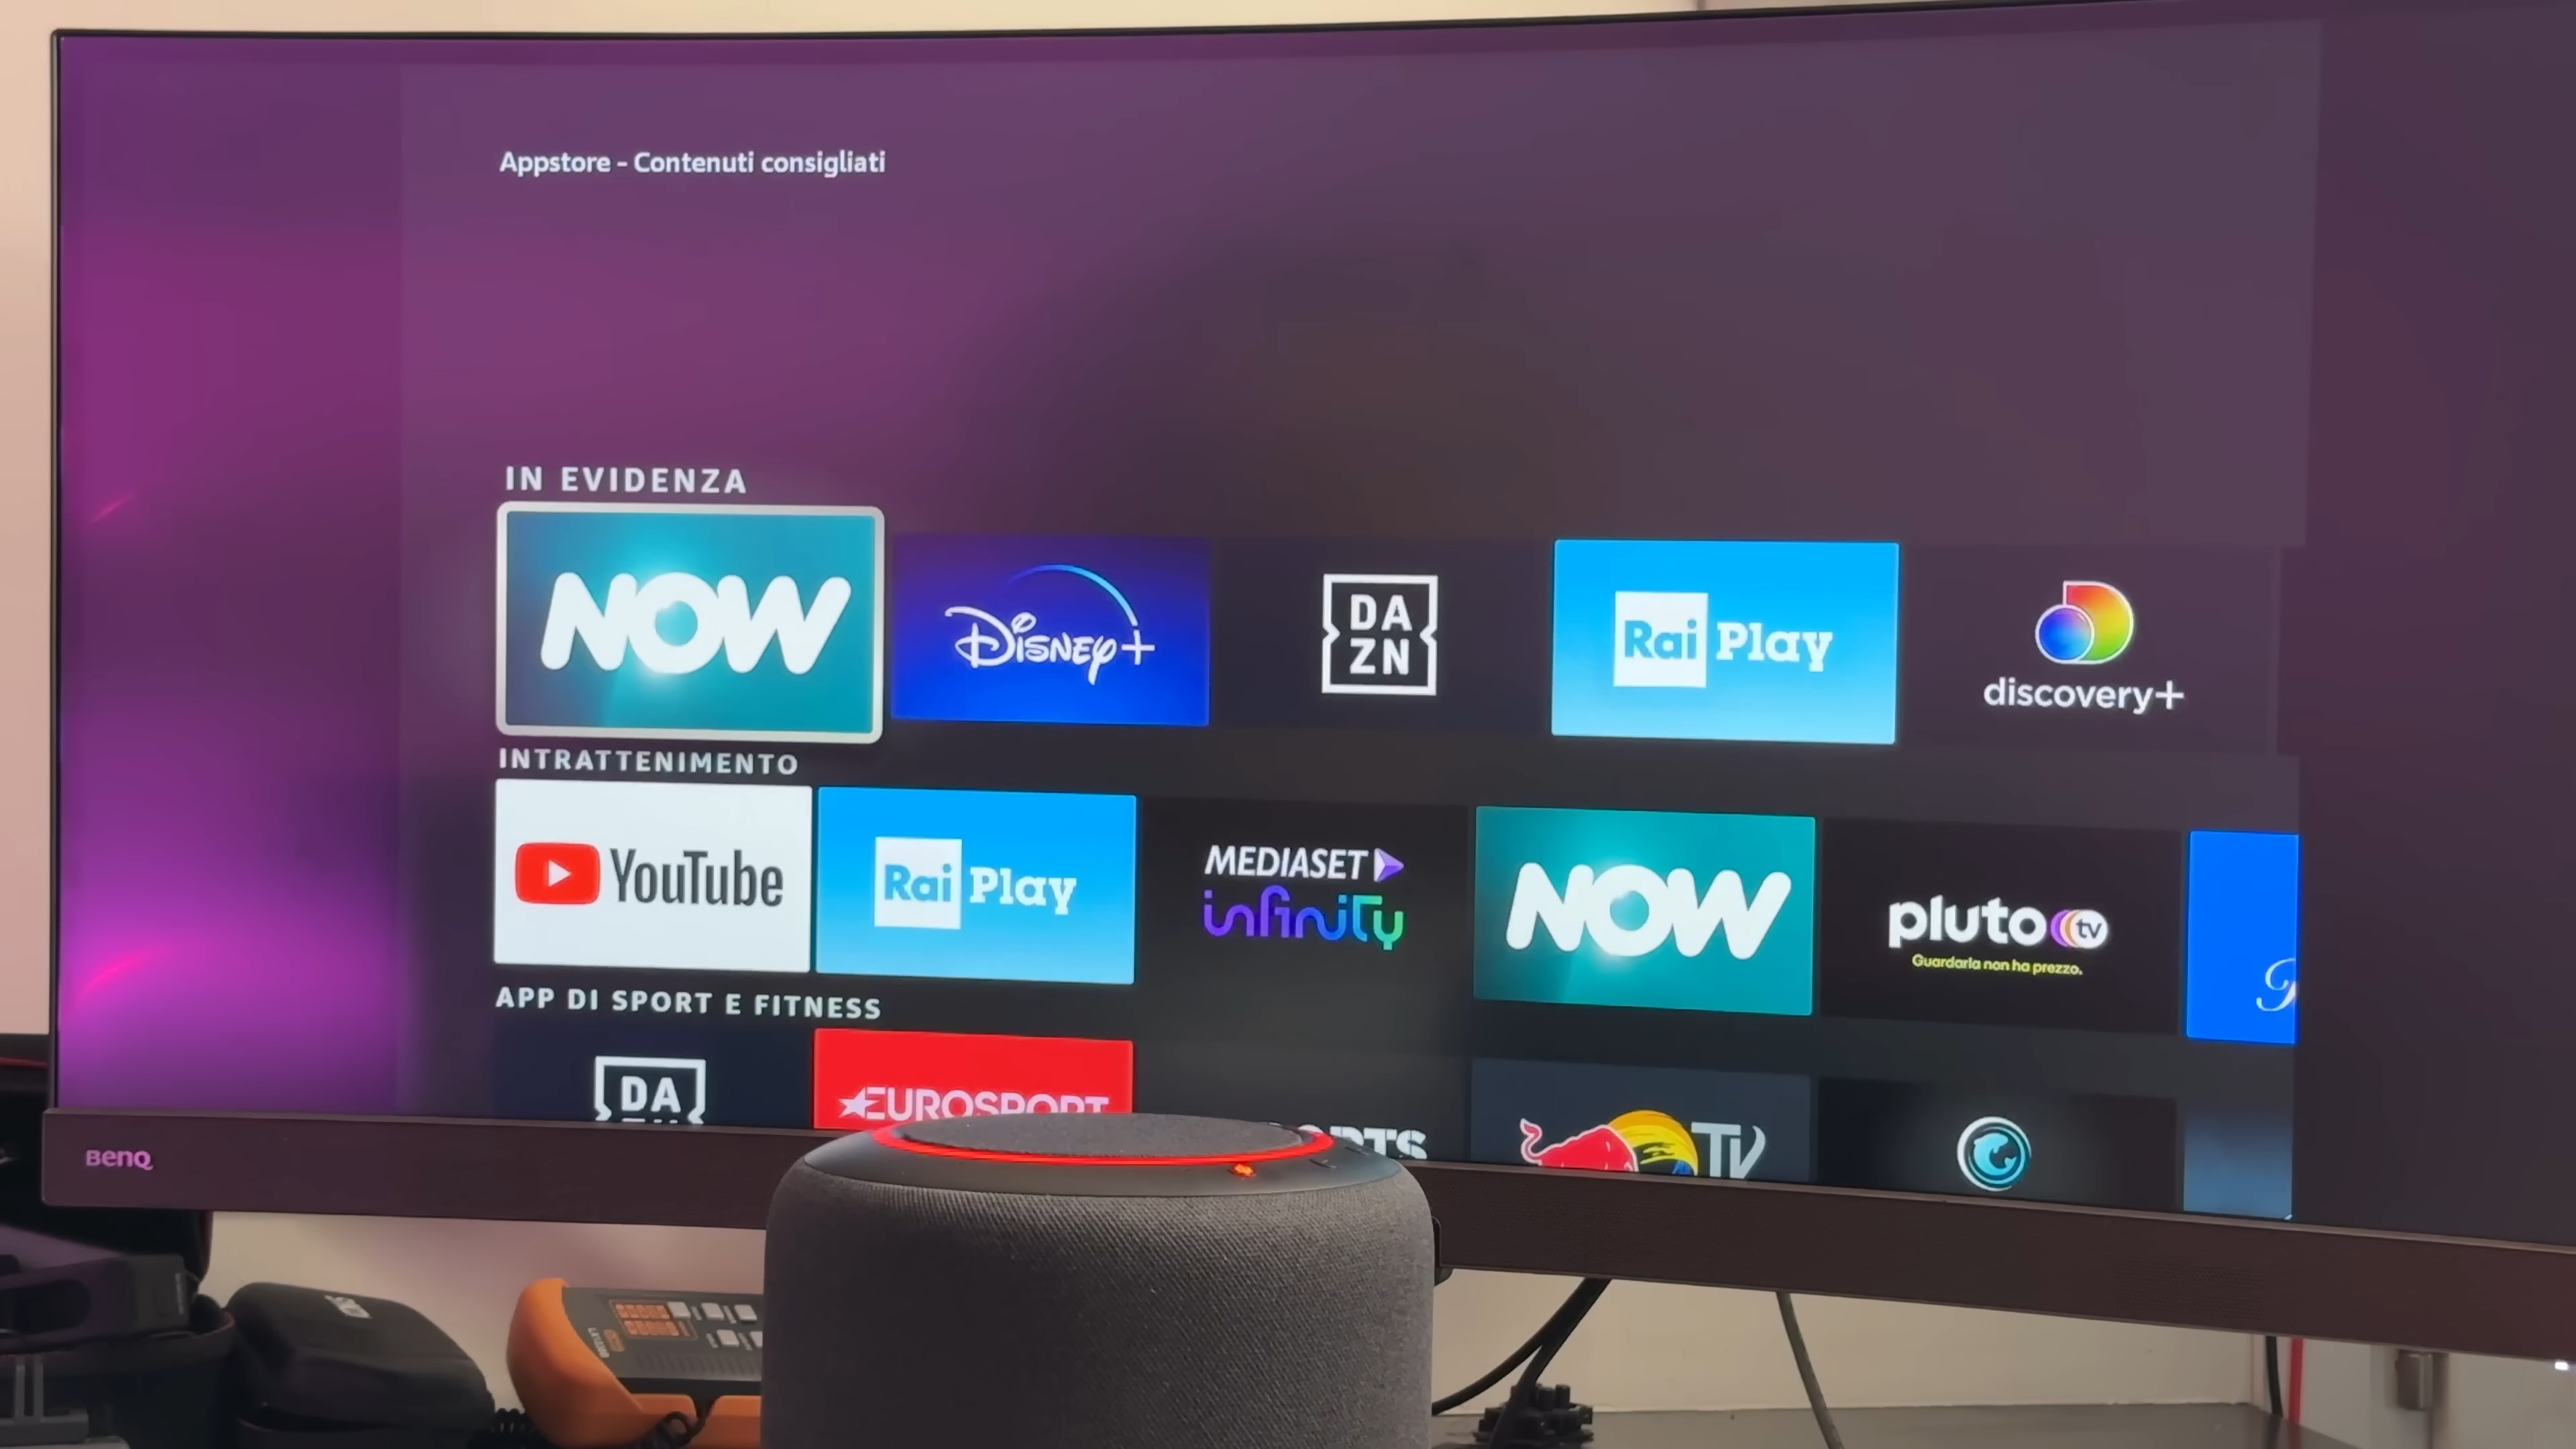 Appstore - Contenuti consigliati
IN EVIDENZA
NOW
Disney+
DA
ZN
Rai Play
discovery+
INTRATTENIMENTO
YouTube
Rai Play
MEDIASET
infinity
NOW
pluto tv
Guardarla non ha prezzo.
APP DI SPORT E FITNESS
DA
EUROSPORT
TV
BenQ